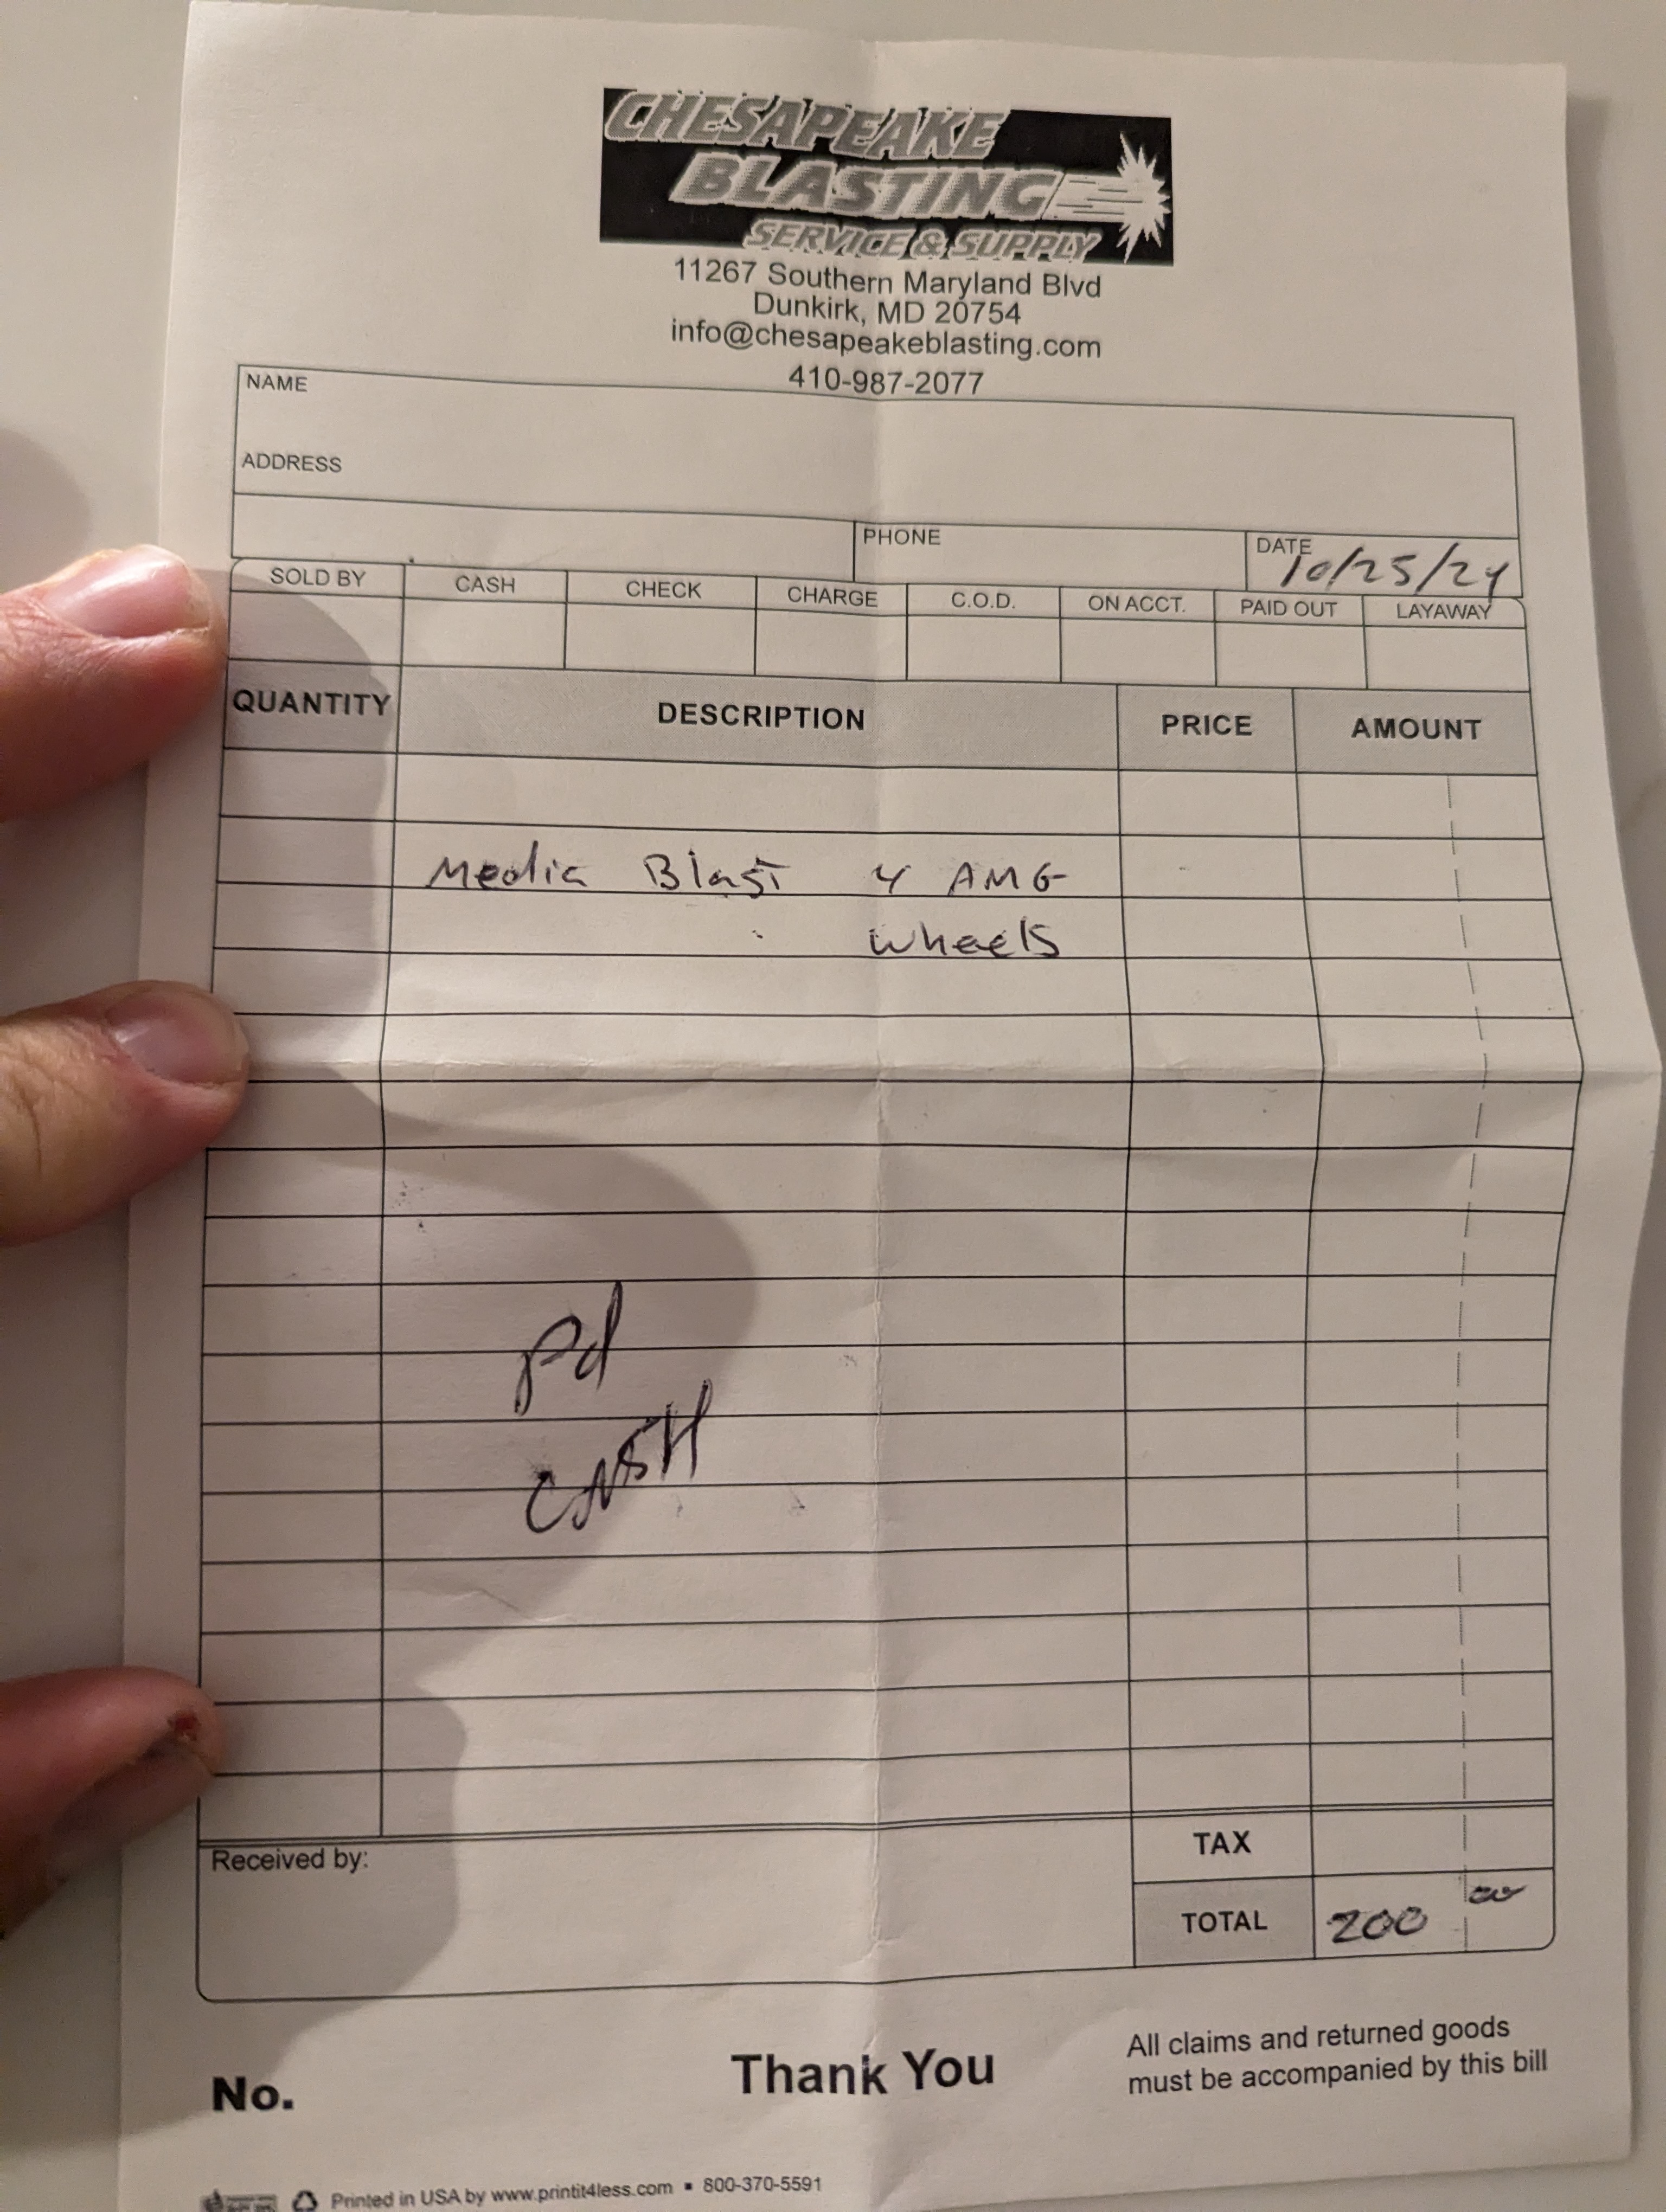 CHESAPEAKE
BLASTING
SERVICE & SUPPLY
11267 Southern Maryland Blvd
Dunkirk, MD 20754
info@chesapeakeblasting.com
410-987-2077
NAME
ADDRESS
PHONE
DATE 10/25/24
SOLD BY CASH CHECK CHARGE C.O.D. ON ACCT. PAID OUT LAYAWAY
QUANTITY DESCRIPTION PRICE AMOUNT
Media Blast 4 AMG
wheels
Pd
CASH
Received by:
TAX
TOTAL 200 00
No.
Thank You
All claims and returned goods
must be accompanied by this bill
Printed in USA by www.printit4less.com ▪ 800-370-5591